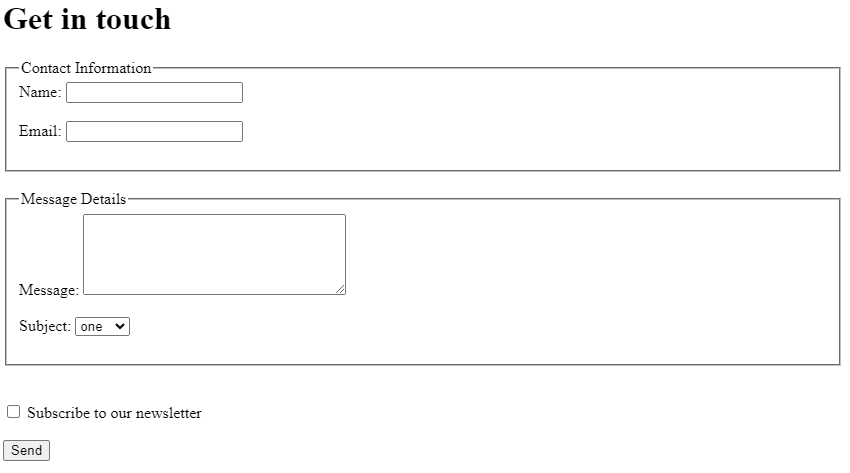 Get in touch
Contact Information
Name:
Email:
Message Details
Message:
Subject: one
Subscribe to our newsletter
Send